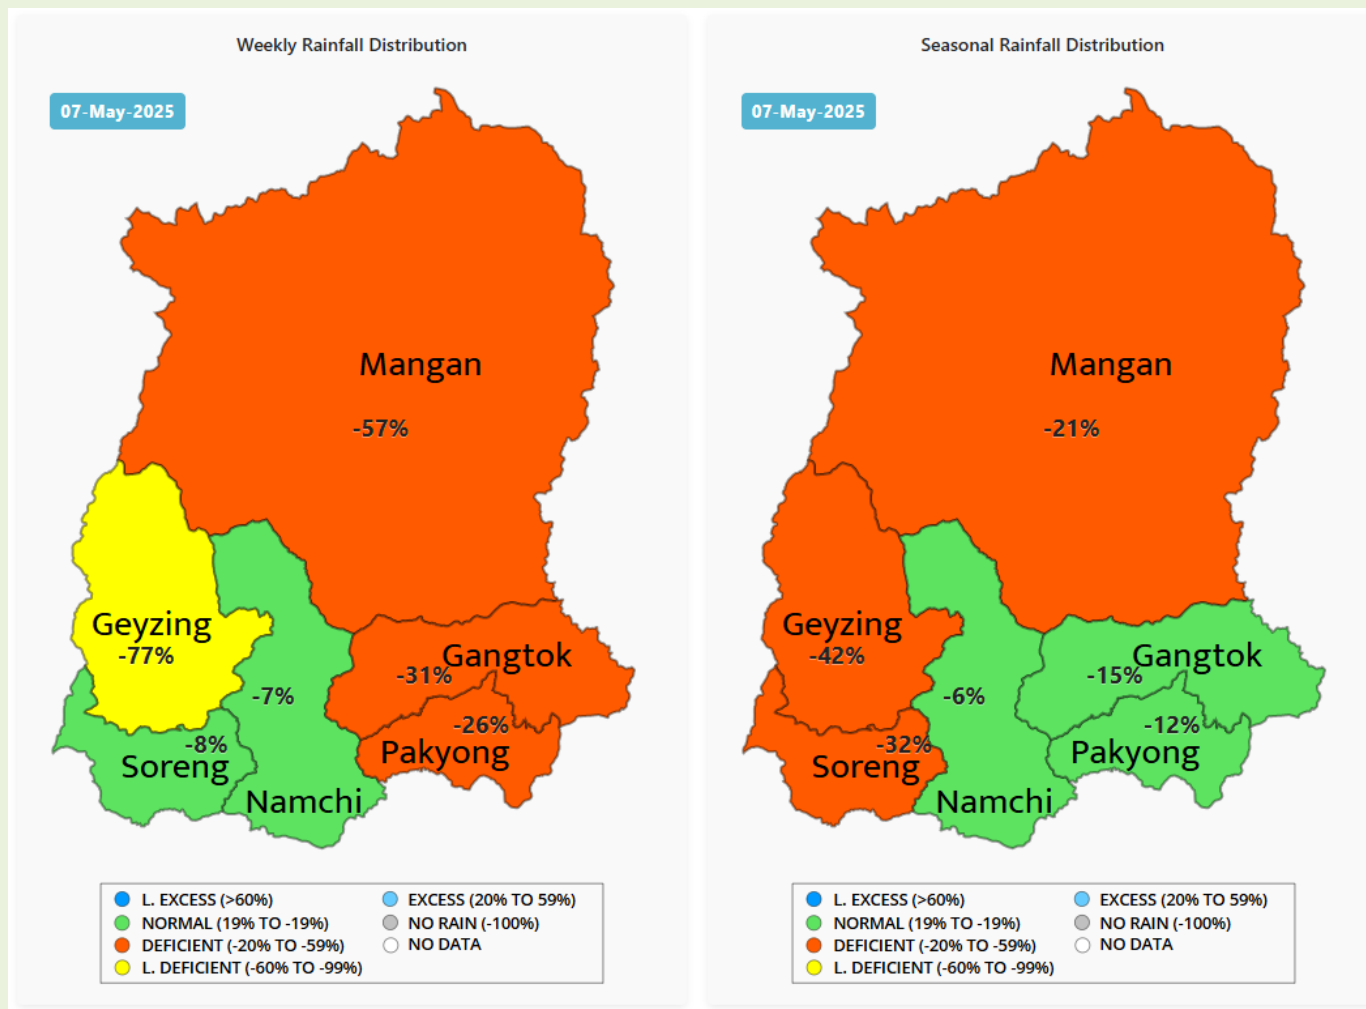 Weekly Rainfall Distribution
07-May-2025
Mangan
-57%
Geyzing
-77%
Gangtok
-31%
-7%
-26%
Pakyong
-8%
Soreng
Namchi
L. EXCESS (>60%)
EXCESS (20% TO 59%)
NORMAL (19% TO -19%)
NO RAIN (-100%)
DEFICIENT (-20% TO -59%)
NO DATA
L. DEFICIENT (-60% TO -99%)
Seasonal Rainfall Distribution
07-May-2025
Mangan
-21%
Geyzing
-42%
Gangtok
-15%
-6%
-12%
Pakyong
-32%
Soreng
Namchi
L. EXCESS (>60%)
EXCESS (20% TO 59%)
NORMAL (19% TO -19%)
NO RAIN (-100%)
DEFICIENT (-20% TO -59%)
NO DATA
L. DEFICIENT (-60% TO -99%)